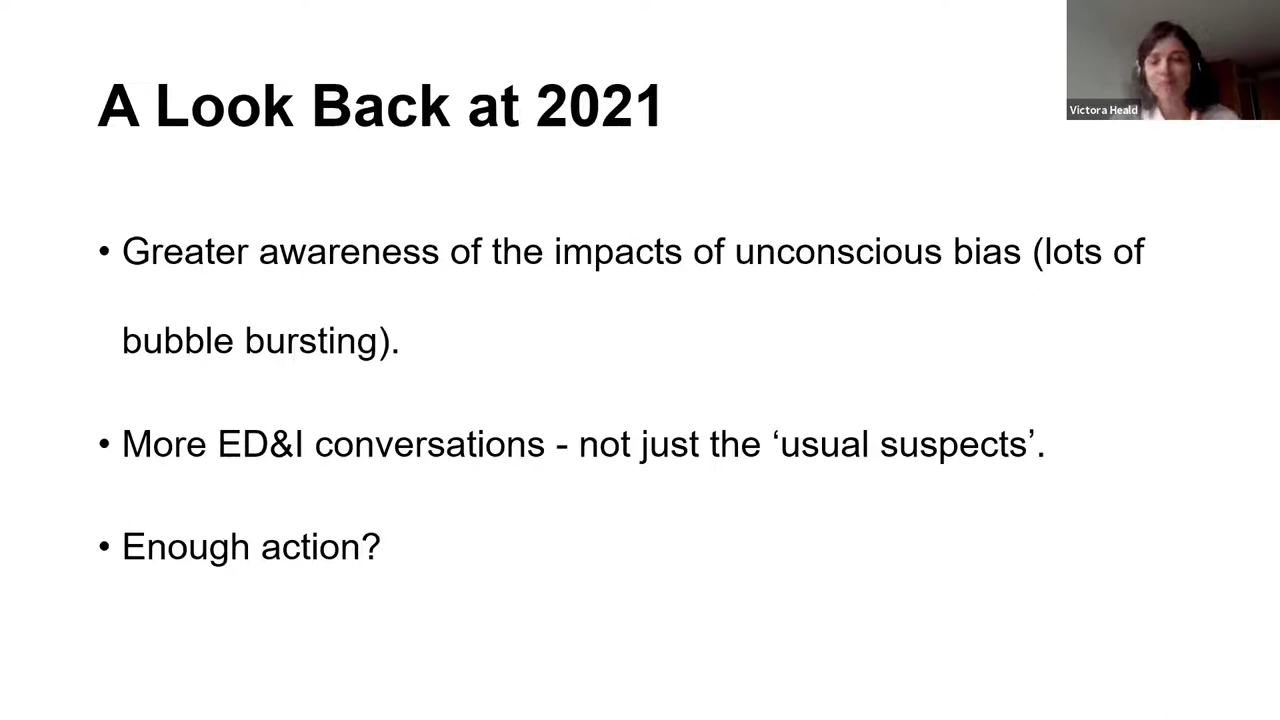 A Look Back at 2021
Victora Heald
• Greater awareness of the impacts of unconscious bias (lots of
bubble bursting).
• More ED&I conversations - not just the ‘usual suspects’.
• Enough action?